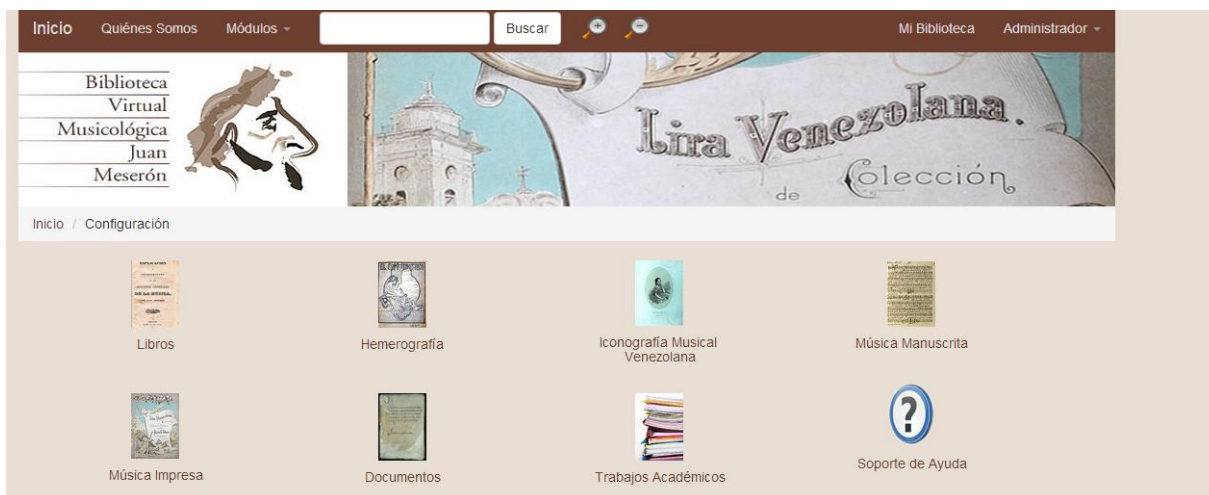 Inicio Quiénes Somos Módulos Buscar Mi Biblioteca Administrador
Biblioteca
Virtual
Musicológica
Juan
Meserón
Lira Venezolana.
Colección
de
Inicio / Configuración
Libros Hemerografía Iconografía Musical Venezolana Música Manuscrita
Música Impresa Documentos Trabajos Académicos Soporte de Ayuda
?